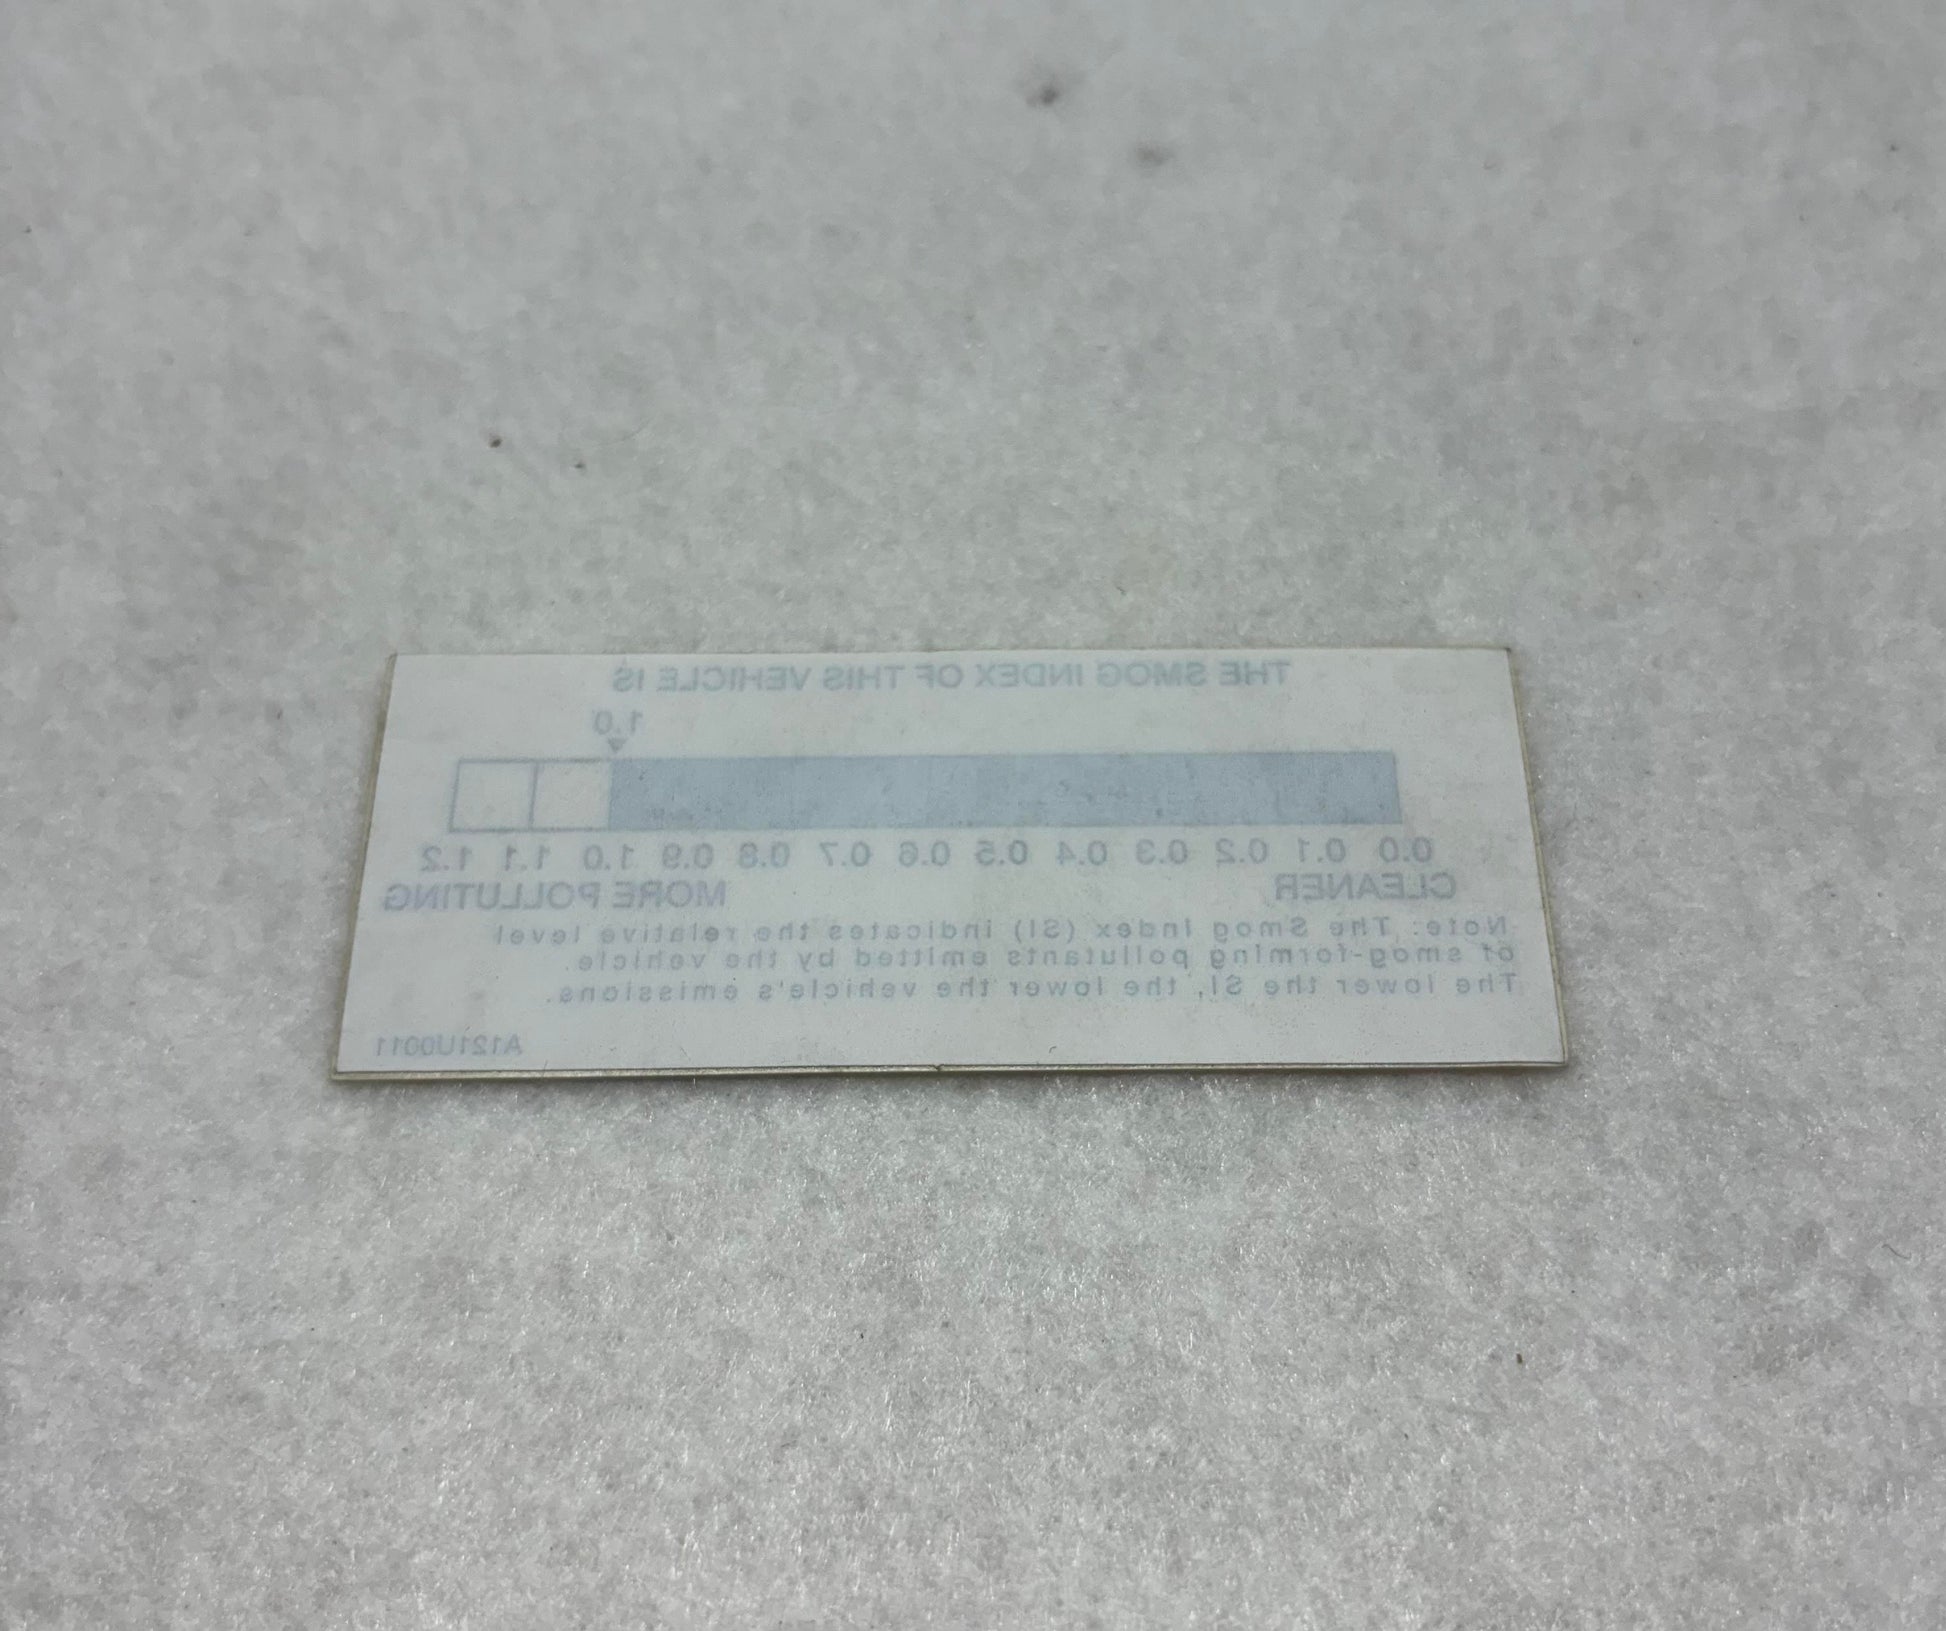 THE SMOG INDEX OF THIS VEHICLE IS
1.0
0.0 0.1 0.2 0.3 0.4 0.5 0.6 0.7 0.8 0.9 1.0 1.1 1.2
CLEANER MORE POLLUTING
Note: The Smog Index (SI) indicates the relative level
of smog-forming pollutants emitted by the vehicle.
The lower the SI, the lower the vehicle's emissions.
A121U0011